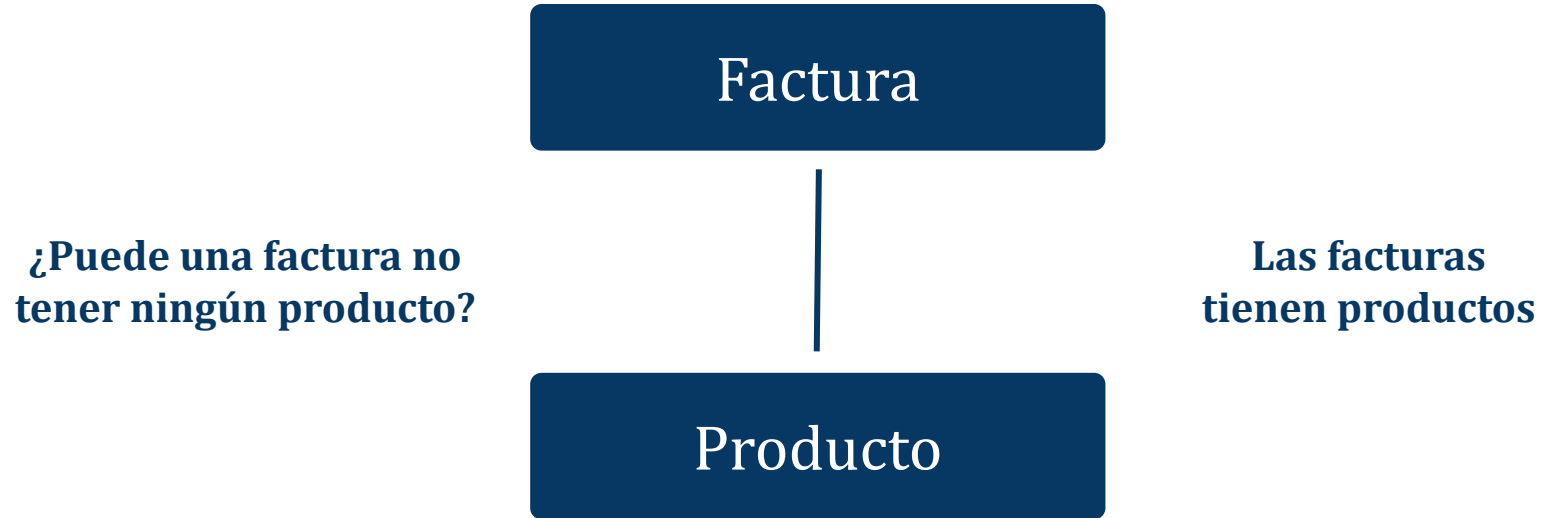 Factura
¿Puede una factura no
tener ningún producto?
Las facturas
tienen productos
Producto